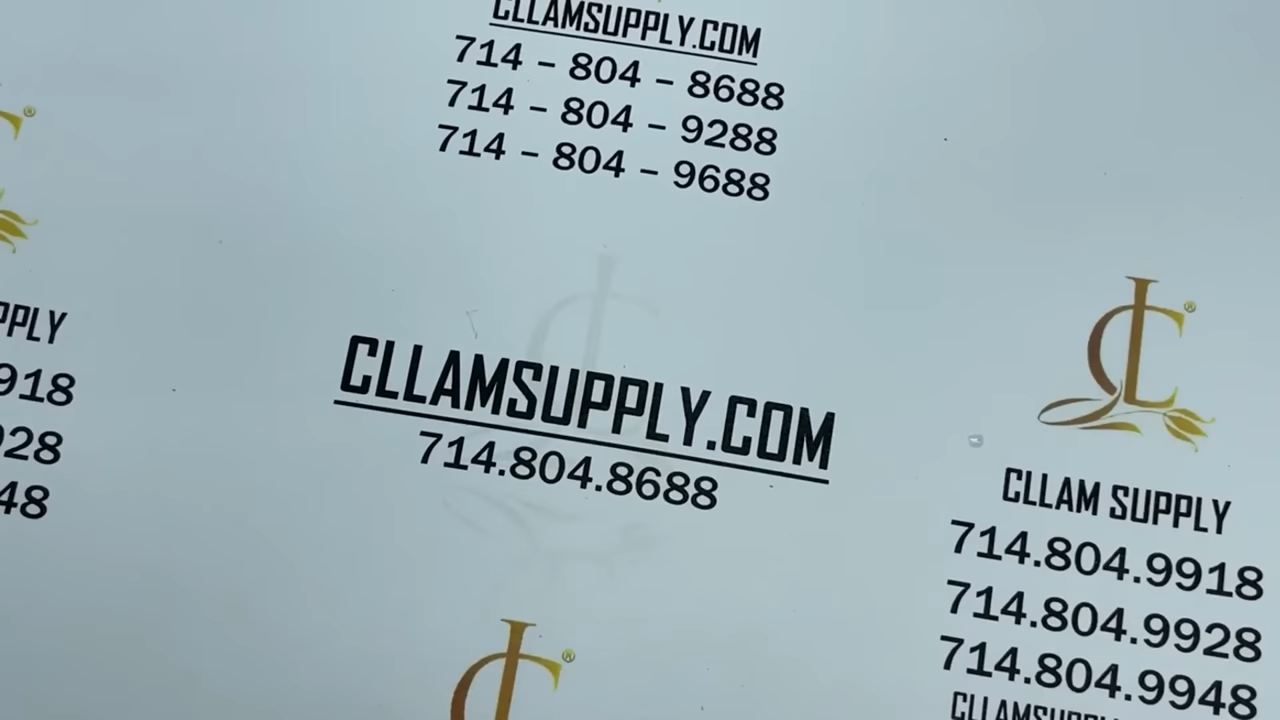 CLLAMSUPPLY.COM
714 - 804 - 8688
714 - 804 - 9288
714 - 804 - 9688
®
PPLY
918
28
48
CLLAMSUPPLY.COM
714.804.8688
®
CLLAM SUPPLY
714.804.9918
714.804.9928
714.804.9948
®